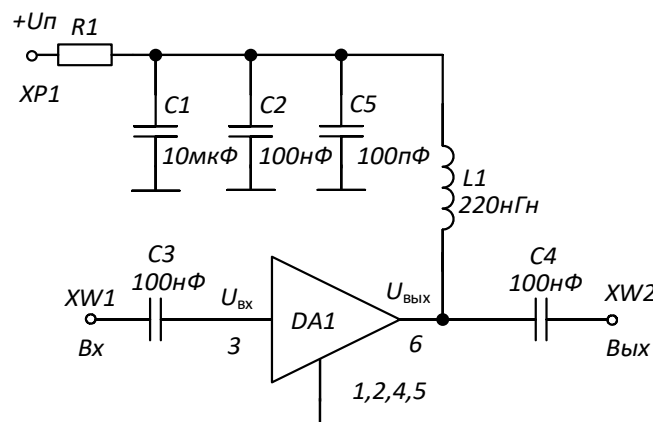 +Uп
R1
XP1
C1
10мкФ
C2
100нФ
C5
100пФ
L1
220нГн
C3
100нФ
C4
100нФ
XW1
Вх
Uвх
3
DA1
Uвых
6
XW2
Вых
1,2,4,5